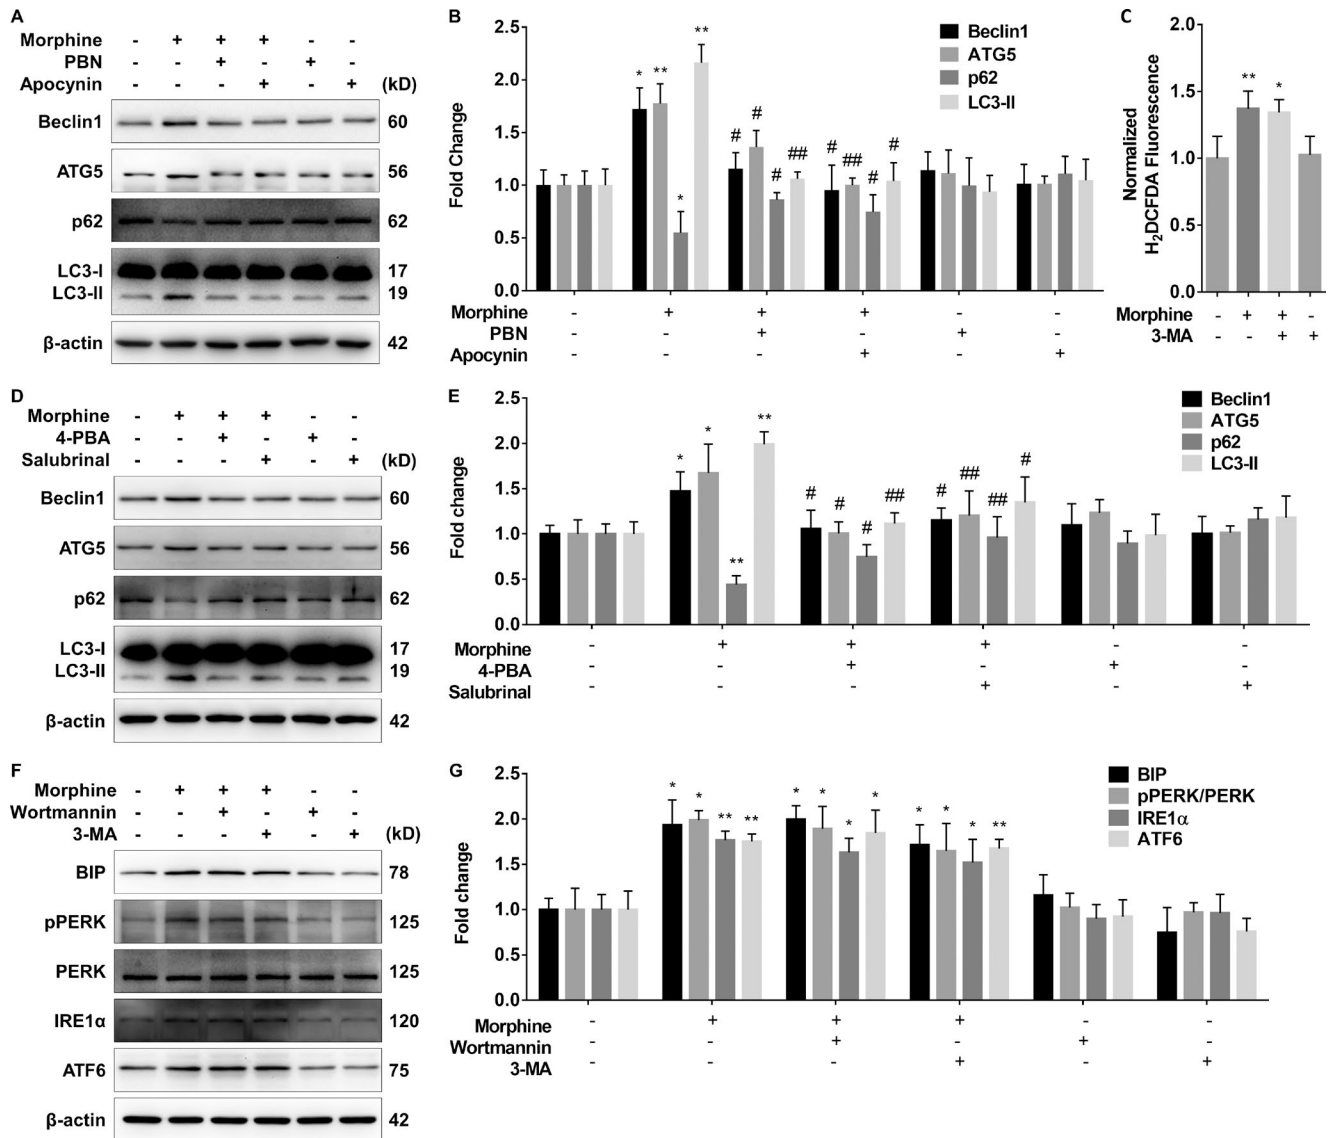 A
Morphine - + + + - -
PBN - - + - + -
Apocynin - - - + - + (kD)
Beclin1 60
ATG5 56
p62 62
LC3-I 17
LC3-II 19
β-actin 42
B
Fold Change
2.5
2.0
1.5
1.0
0.5
0.0
Beclin1
ATG5
p62
LC3-II
* ** * **
# # # ##
# ## # #
Morphine - + + + - -
PBN - - + - + -
Apocynin - - - + - +
C
Normalized
H₂DCFDA Fluorescence
2.0
1.5
1.0
0.5
0.0
** *
Morphine - + + -
3-MA - - + +
D
Morphine - + + + - -
4-PBA - - + - + -
Salubrinal - - - + - + (kD)
Beclin1 60
ATG5 56
p62 62
LC3-I 17
LC3-II 19
β-actin 42
E
Fold change
2.5
2.0
1.5
1.0
0.5
0.0
Beclin1
ATG5
p62
LC3-II
* * ** **
# # # ##
# ## ## #
Morphine - + + + - -
4-PBA - - + - + -
Salubrinal - - - + - +
F
Morphine - + + + - -
Wortmannin - - + - + -
3-MA - - - + - + (kD)
BIP 78
pPERK 125
PERK 125
IRE1α 120
ATF6 75
β-actin 42
G
Fold change
2.5
2.0
1.5
1.0
0.5
0.0
BIP
pPERK/PERK
IRE1α
ATF6
* * ** **
* * * *
* * * **
Morphine - + + + - -
Wortmannin - - + - + -
3-MA - - - + - +